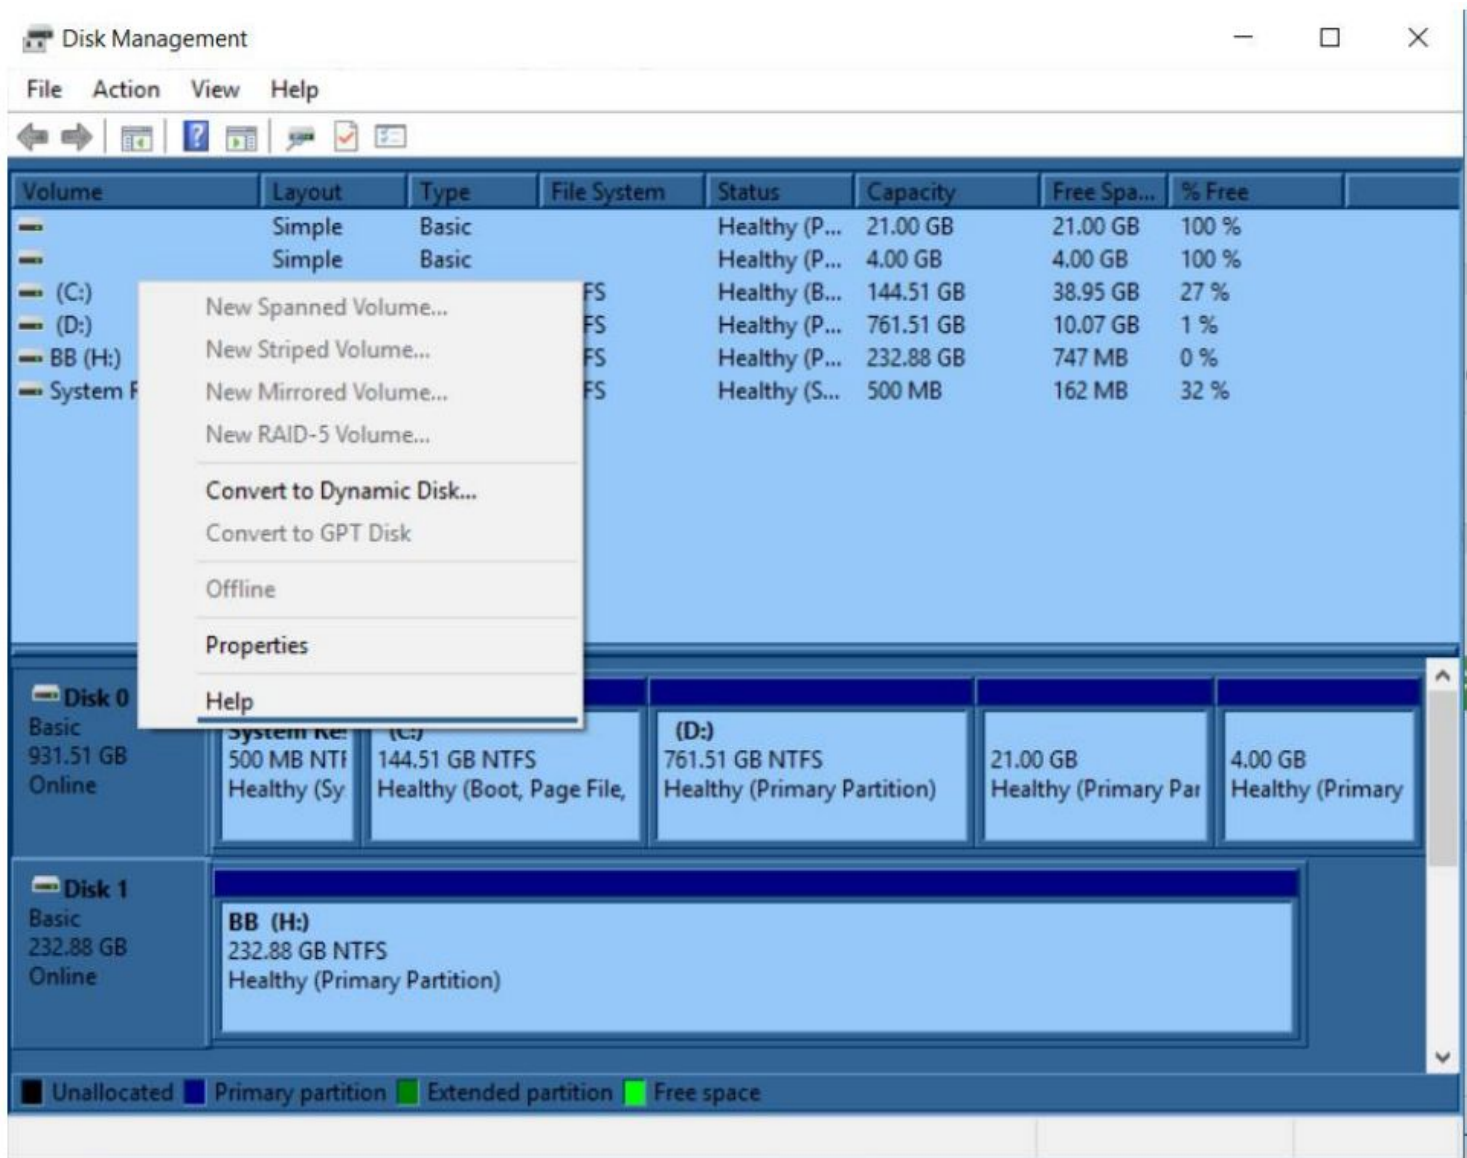 Disk Management
File Action View Help
Volume Layout Type File System Status Capacity Free Spa... % Free
Simple Basic Healthy (P... 21.00 GB 21.00 GB 100 %
Simple Basic Healthy (P... 4.00 GB 4.00 GB 100 %
(C:) FS Healthy (B... 144.51 GB 38.95 GB 27 %
(D:) FS Healthy (P... 761.51 GB 10.07 GB 1 %
BB (H:) FS Healthy (P... 232.88 GB 747 MB 0 %
System R FS Healthy (S... 500 MB 162 MB 32 %
New Spanned Volume...
New Striped Volume...
New Mirrored Volume...
New RAID-5 Volume...
Convert to Dynamic Disk...
Convert to GPT Disk
Offline
Properties
Help
Disk 0
Basic
931.51 GB
Online
System Re:
500 MB NTF
Healthy (Sy
(C:)
144.51 GB NTFS
Healthy (Boot, Page File,
(D:)
761.51 GB NTFS
Healthy (Primary Partition)
21.00 GB
Healthy (Primary Par
4.00 GB
Healthy (Primary
Disk 1
Basic
232.88 GB
Online
BB (H:)
232.88 GB NTFS
Healthy (Primary Partition)
Unallocated Primary partition Extended partition Free space